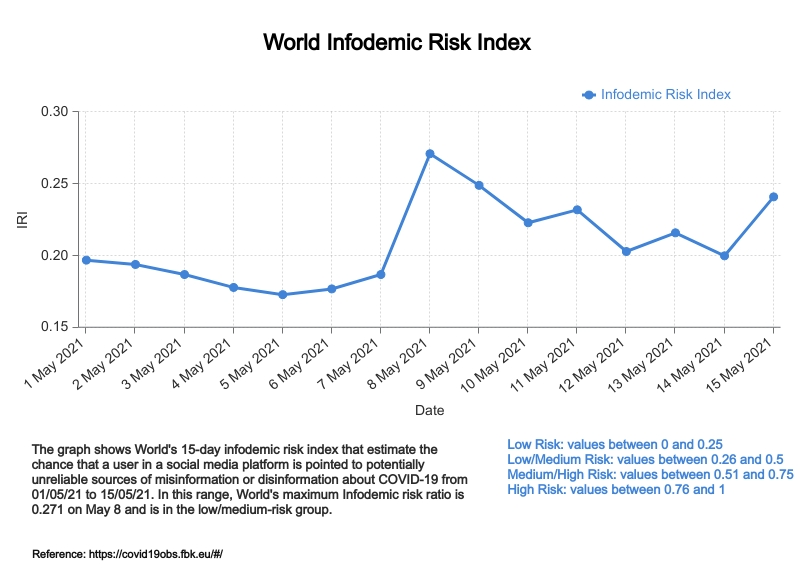 World Infodemic Risk Index
Infodemic Risk Index
0.30
0.25
0.20
0.15
IRI
1 May 2021
2 May 2021
3 May 2021
4 May 2021
5 May 2021
6 May 2021
7 May 2021
8 May 2021
9 May 2021
10 May 2021
11 May 2021
12 May 2021
13 May 2021
14 May 2021
15 May 2021
Date
The graph shows World's 15-day infodemic risk index that estimate the
chance that a user in a social media platform is pointed to potentially
unreliable sources of misinformation or disinformation about COVID-19 from
01/05/21 to 15/05/21. In this range, World's maximum Infodemic risk ratio is
0.271 on May 8 and is in the low/medium-risk group.
Low Risk: values between 0 and 0.25
Low/Medium Risk: values between 0.26 and 0.5
Medium/High Risk: values between 0.51 and 0.75
High Risk: values between 0.76 and 1
Reference: https://covid19obs.fbk.eu/#/